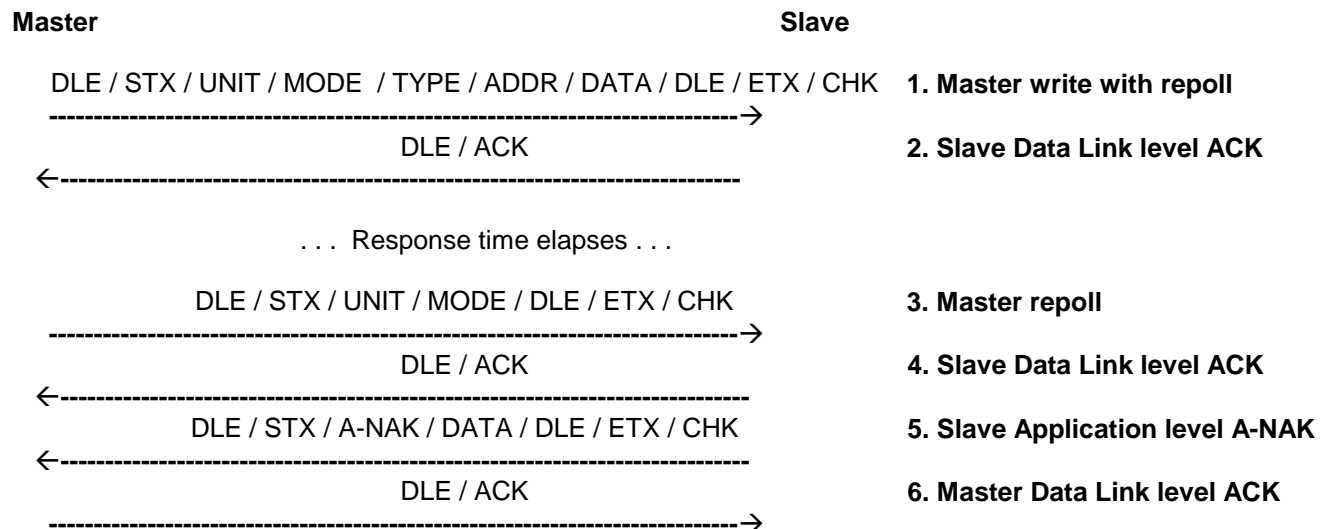 Master Slave
DLE / STX / UNIT / MODE / TYPE / ADDR / DATA / DLE / ETX / CHK 1. Master write with repoll
DLE / ACK 2. Slave Data Link level ACK
. . . Response time elapses . . .
DLE / STX / UNIT / MODE / DLE / ETX / CHK 3. Master repoll
DLE / ACK 4. Slave Data Link level ACK
DLE / STX / A-NAK / DATA / DLE / ETX / CHK 5. Slave Application level A-NAK
DLE / ACK 6. Master Data Link level ACK